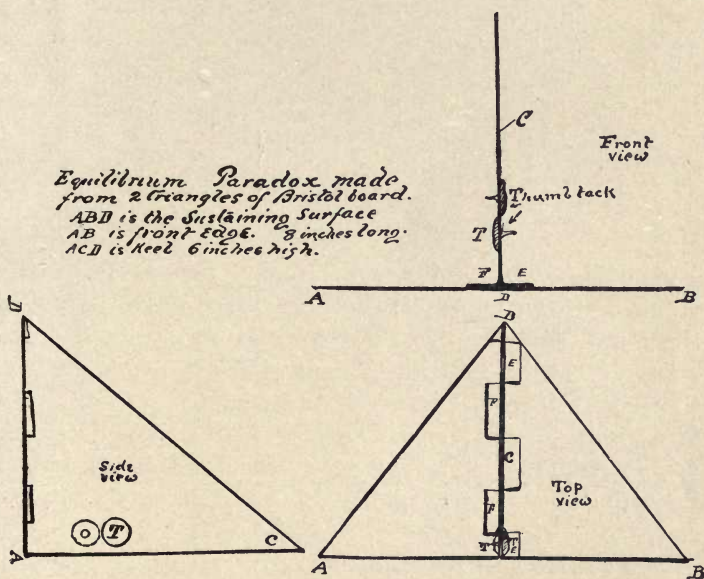 C
Front
view
Equilibrium Paradox made
from 2 Triangles of Bristol board.
ABD is the Sustaining Surface
AB is front Edge. 8 inches long.
ACD is Keel 6 inches high.
Thumb tack
T
F E
A D B
D
D
E
F
C
F
Side
view
Top
view
T
T T
E
A C
A B